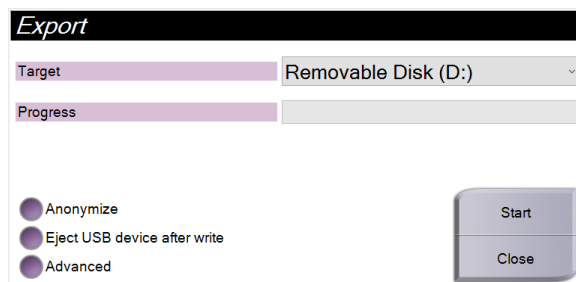 Export
Target
Removable Disk (D:)
Progress
Anonymize
Eject USB device after write
Advanced
Start
Close